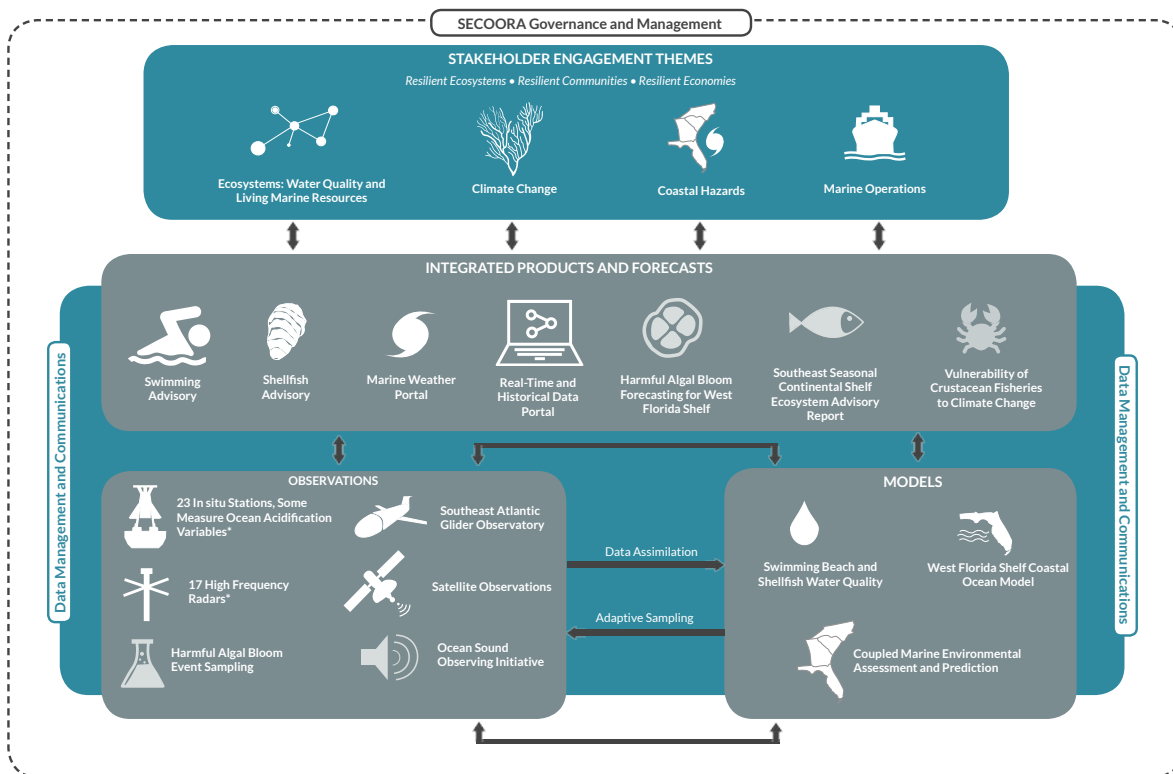 SECOORA Governance and Management
STAKEHOLDER ENGAGEMENT THEMES
Resilient Ecosystems • Resilient Communities • Resilient Economies
Ecosystems: Water Quality and
Living Marine Resources
Climate Change
Coastal Hazards
Marine Operations
INTEGRATED PRODUCTS AND FORECASTS
Swimming
Advisory
Shellfish
Advisory
Marine Weather
Portal
Real-Time and
Historical Data
Portal
Harmful Algal Bloom
Forecasting for West
Florida Shelf
Southeast Seasonal
Continental Shelf
Ecosystem Advisory
Report
Vulnerability of
Crustacean Fisheries
to Climate Change
Data Management and Communications
Data Management and Communications
OBSERVATIONS
23 In situ Stations, Some
Measure Ocean Acidification
Variables*
Southeast Atlantic
Glider Observatory
17 High Frequency
Radars*
Satellite Observations
Harmful Algal Bloom
Event Sampling
Ocean Sound
Observing Initiative
Data Assimilation
Adaptive Sampling
MODELS
Swimming Beach and
Shellfish Water Quality
West Florida Shelf Coastal
Ocean Model
Coupled Marine Environmental
Assessment and Prediction